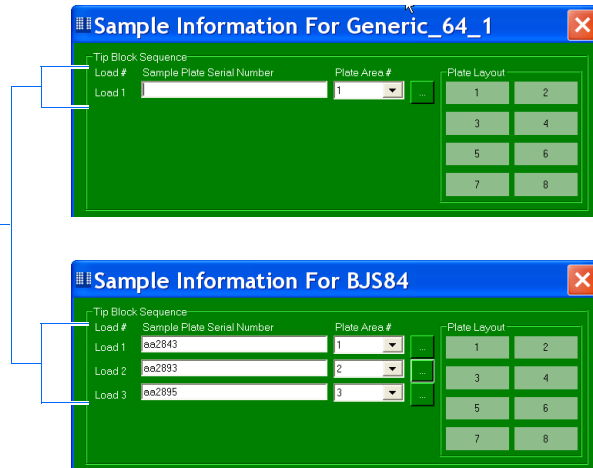 Sample Information For Generic_64_1
Tip Block Sequence
Load # Sample Plate Serial Number Plate Area # Plate Layout
Load 1 1 ... 1 2
3 4
5 6
7 8
Sample Information For BJS84
Tip Block Sequence
Load # Sample Plate Serial Number Plate Area # Plate Layout
Load 1 aa2843 1 ... 1 2
Load 2 aa2893 2 ... 3 4
Load 3 aa2895 3 ...
5 6
7 8